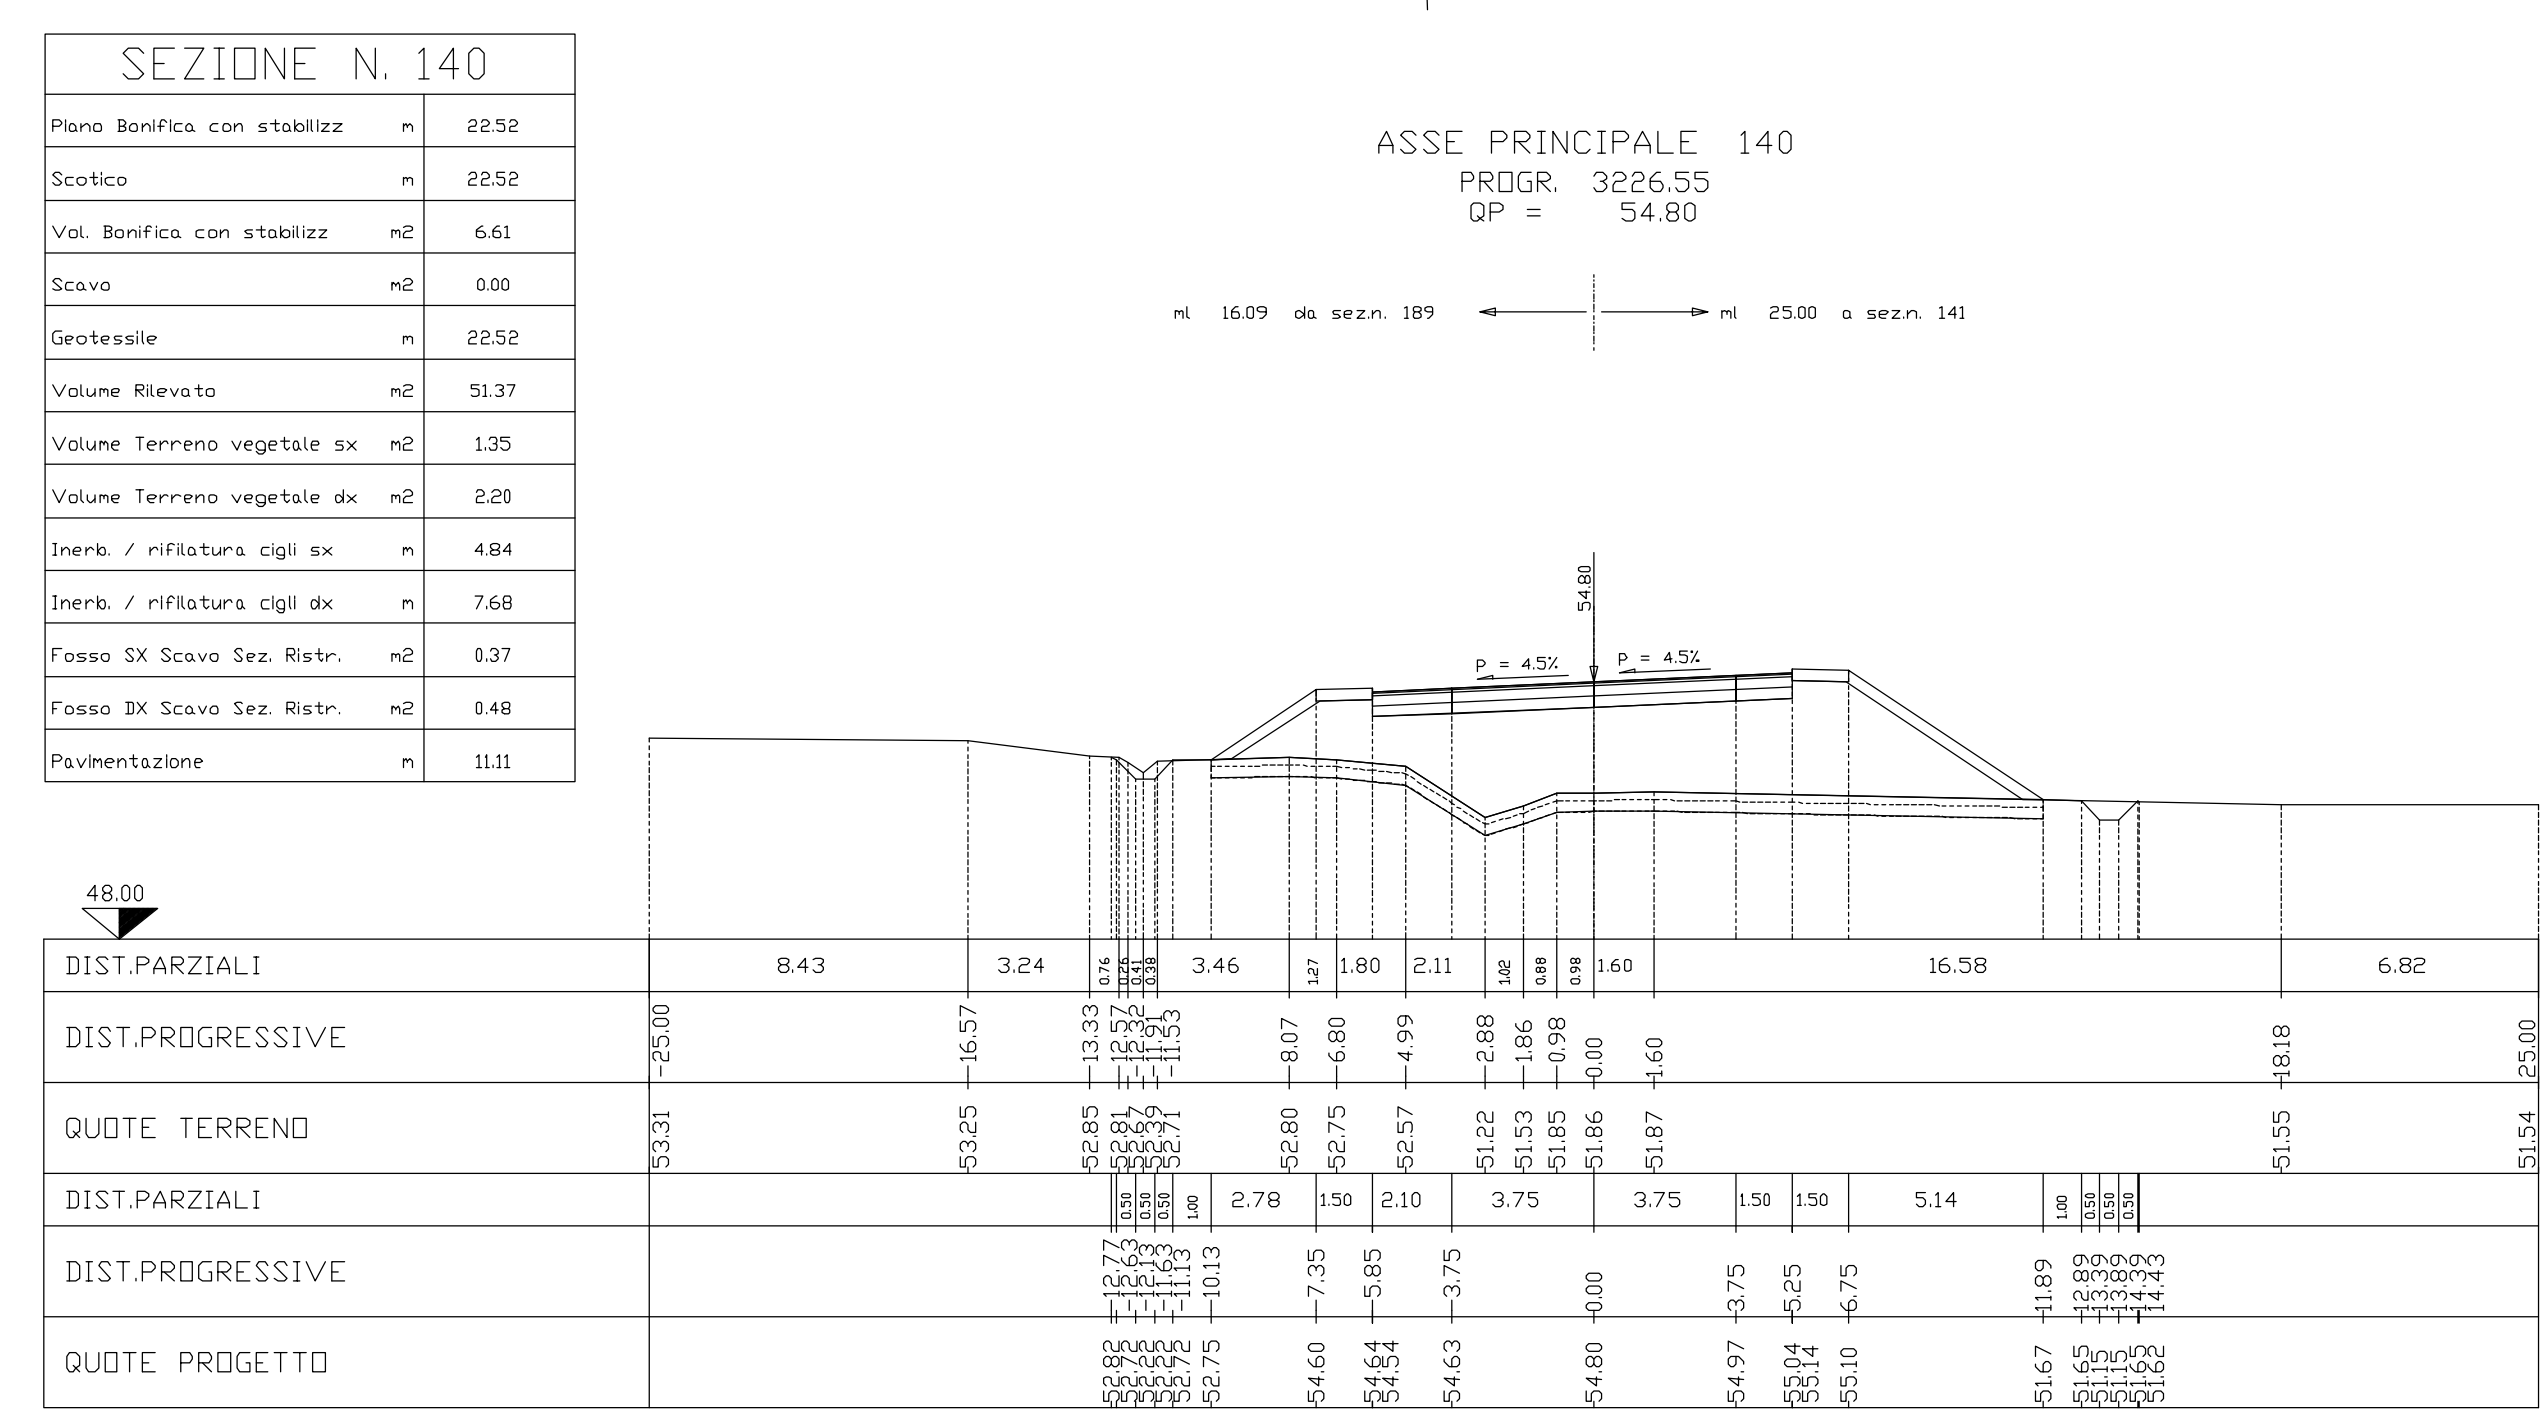 SEZIONE N. 140
Piano Bonifica con stabilizz m 22.52
Scotico m 22.52
Vol. Bonifica con stabilizz m2 6.61
Scavo m2 0.00
Geotessile m 22.52
Volume Rilevato m2 51.37
Volume Terreno vegetale sx m2 1.35
Volume Terreno vegetale dx m2 2.20
Inerb. / rifilatura cigli sx m 4.84
Inerb. / rifilatura cigli dx m 7.68
Fosso SX Scavo Sez. Ristr. m2 0.37
Fosso DX Scavo Sez. Ristr. m2 0.48
Pavimentazione m 11.11
ASSE PRINCIPALE 140
PROGR. 3226.55
QP = 54.80
ml 16.09 da sez.n. 189
ml 25.00 a sez.n. 141
54.80
P = 4.5%
P = 4.5%
48.00
DIST.PARZIALI 8.43 3.24 0.76 0.26 0.41 0.38 3.46 1.27 1.80 2.11 1.02 0.88 0.98 1.60 16.58 6.82
DIST.PROGRESSIVE -25.00 -16.57 -13.33 -12.57 -12.32 -11.91 -11.53 -8.07 -6.80 -4.99 -2.88 -1.86 -0.98 0.00 1.60 18.18 25.00
QUOTE TERRENO 53.31 53.25 52.85 52.81 52.67 52.39 52.71 52.80 52.75 52.57 51.22 51.53 51.85 51.86 51.87 51.55 51.54
DIST.PARZIALI 0.50 0.50 0.50 1.00 2.78 1.50 2.10 3.75 3.75 1.50 1.50 5.14 1.00 0.50 0.50 0.50
DIST.PROGRESSIVE -12.77 -12.63 -12.13 -11.63 -11.13 -10.13 -7.35 -5.85 -3.75 0.00 3.75 5.25 6.75 11.89 12.89 13.39 13.89 14.39 14.43
QUOTE PROGETTO 52.82 52.72 52.22 52.22 52.72 52.75 54.60 54.64 54.54 54.63 54.80 54.97 55.04 55.14 55.10 51.67 51.65 51.15 51.15 51.65 51.62